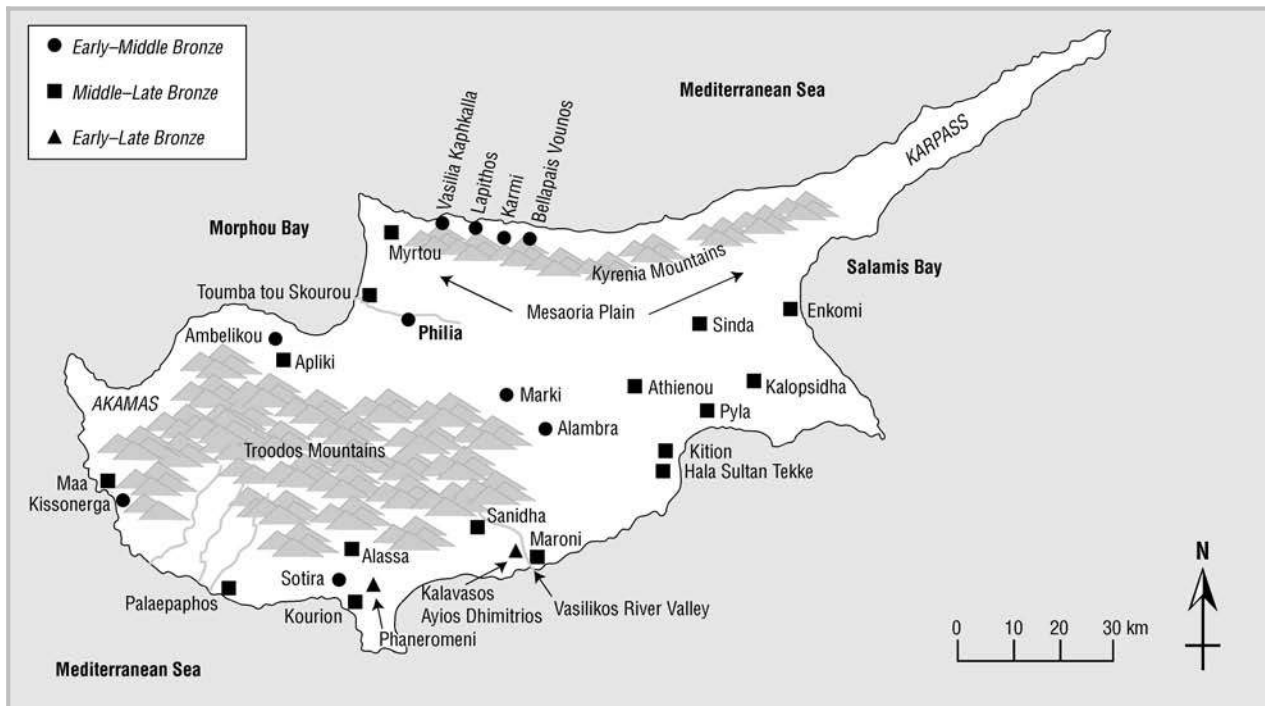 Early–Middle Bronze
Middle–Late Bronze
Early–Late Bronze
Mediterranean Sea
KARPASS
Vasilia Kaphkalla
Lapithos
Karmi
Bellapais Vounos
Morphou Bay
Myrtou
Kyrenia Mountains
Salamis Bay
Toumba tou Skourou
Mesaoria Plain
Enkomi
Philia
Sinda
Ambelikou
Apliki
Marki
Athienou
Kalopsidha
AKAMAS
Pyla
Alambra
Troodos Mountains
Kition
Hala Sultan Tekke
Maa
Kissonerga
Sanidha
Maroni
Alassa
Sotira
Kalavasos
Ayios Dhimitrios
Vasilikos River Valley
Palaepaphos
Kourion
Phaneromeni
Mediterranean Sea
N
0 10 20 30 km